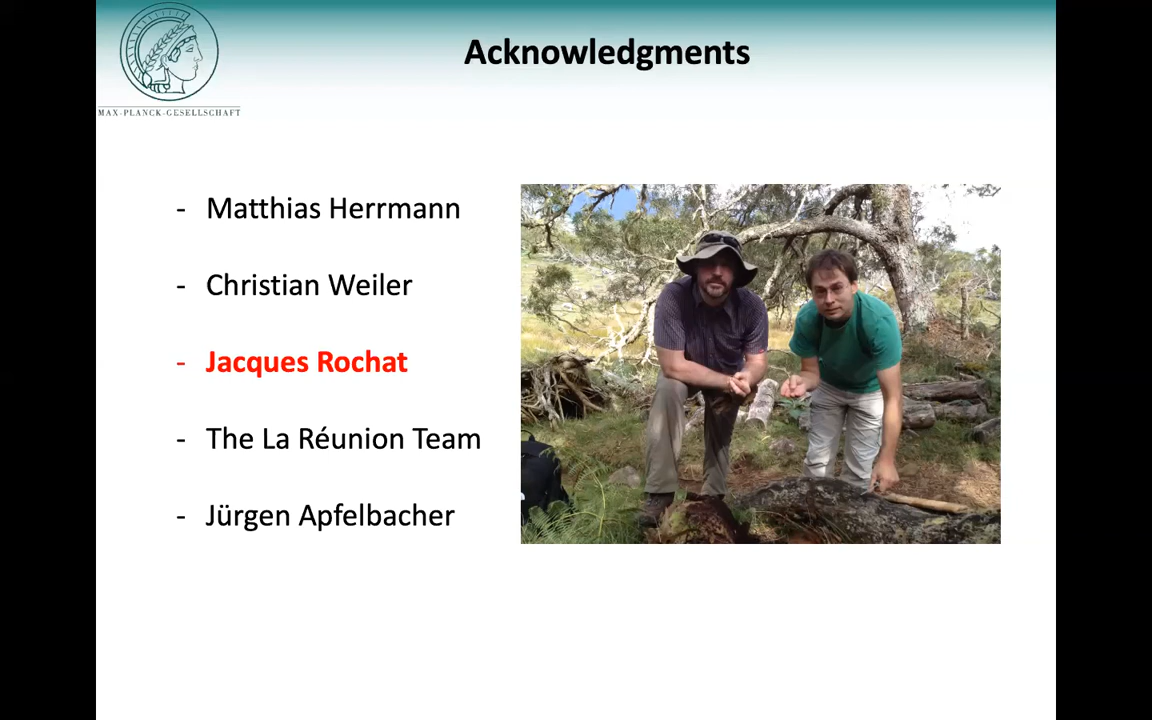 Acknowledgments
MAX-PLANCK-GESELLSCHAFT
- Matthias Herrmann
- Christian Weiler
- Jacques Rochat
- The La Réunion Team
- Jürgen Apfelbacher